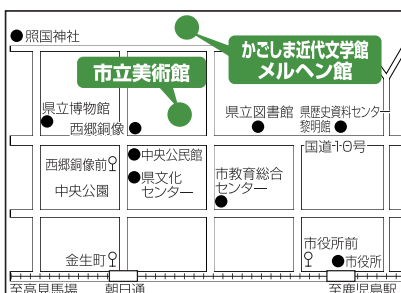 照国神社
かごしま近代文学館
メルヘン館
市立美術館
県立博物館
西郷銅像
県立図書館
県歴史資料センター
黎明館
国道10号
西郷銅像前
中央公民館
中央公園
県文化
センター
市教育総合
センター
金生町
市役所前
市役所
至高見馬場
朝日通
至鹿児島駅